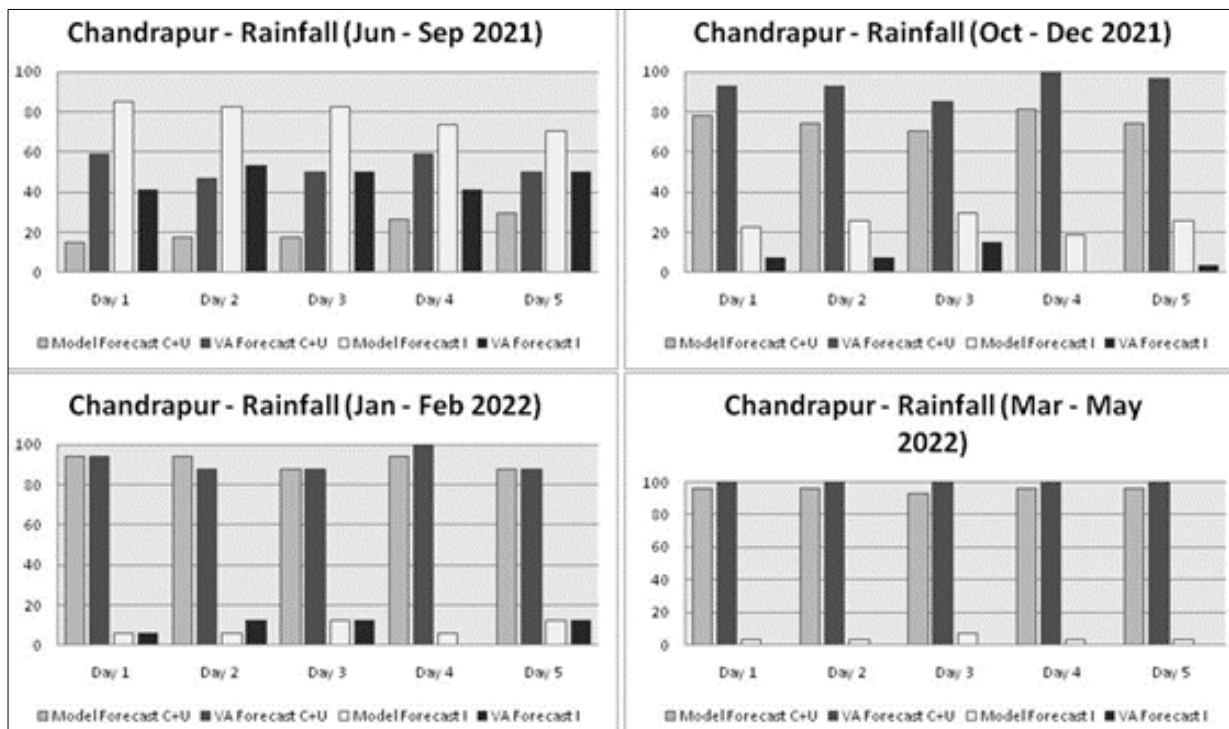 Chandrapur - Rainfall (Jun - Sep 2021)
100
80
60
40
20
0
Day 1 Day 2 Day 3 Day 4 Day 5
Model Forecast C+U VA Forecast C+U Model Forecast I VA Forecast I
Chandrapur - Rainfall (Oct - Dec 2021)
100
80
60
40
20
0
Day 1 Day 2 Day 3 Day 4 Day 5
Model Forecast C+U VA Forecast C+U Model Forecast I VA Forecast I
Chandrapur - Rainfall (Jan - Feb 2022)
100
80
60
40
20
0
Day 1 Day 2 Day 3 Day 4 Day 5
Model Forecast C+U VA Forecast C+U Model Forecast I VA Forecast I
Chandrapur - Rainfall (Mar - May
2022)
100
80
60
40
20
0
Day 1 Day 2 Day 3 Day 4 Day 5
Model Forecast C+U VA Forecast C+U Model Forecast I VA Forecast I